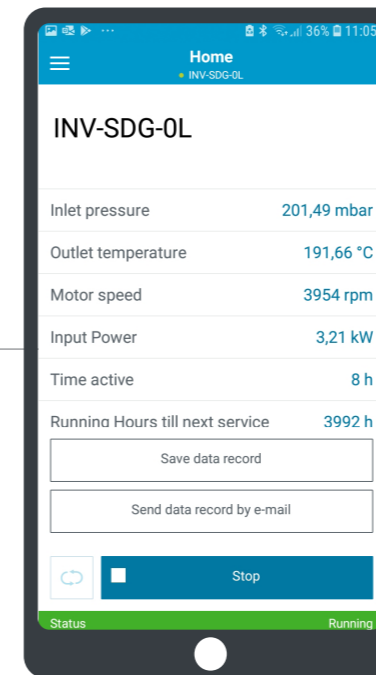 36% 11:05
Home
INV-SDG-0L
INV-SDG-0L
Inlet pressure 201,49 mbar
Outlet temperature 191,66 °C
Motor speed 3954 rpm
Input Power 3,21 kW
Time active 8 h
Running Hours till next service 3992 h
Save data record
Send data record by e-mail
Stop
Status Running